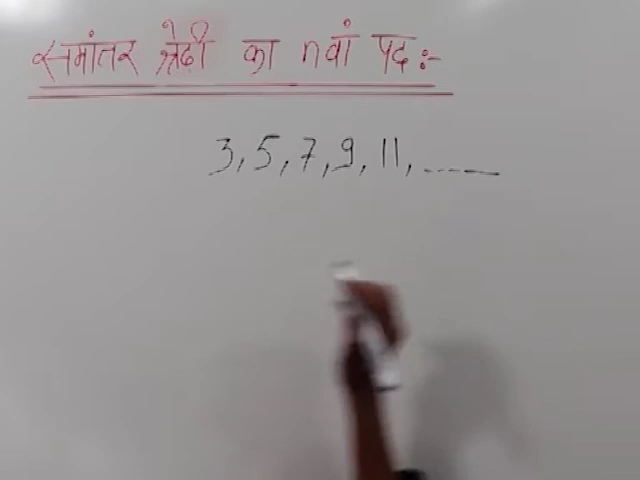 समांतर श्रेढी का nवां पद :-
3, 5, 7, 9, 11, ----